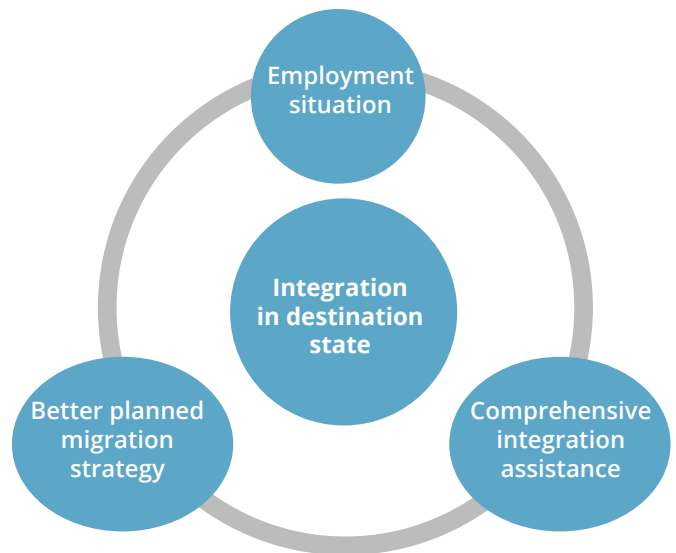 Employment
situation
Integration
in destination
state
Better planned
migration
strategy
Comprehensive
integration
assistance